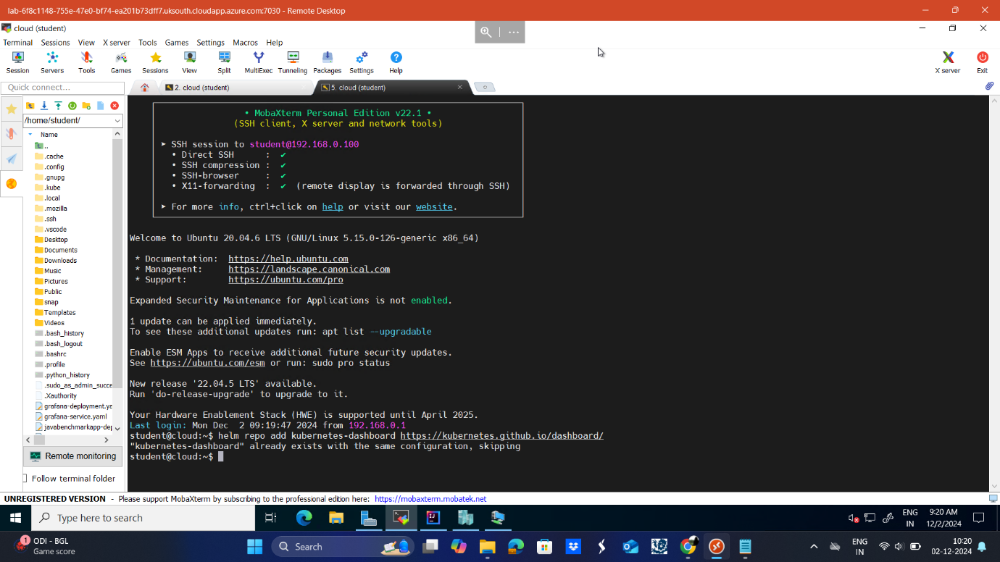 lab-6f8c1148-755e-47e0-bf74-ea201b73dff7.uksouth.cloudapp.azure.com:7030 - Remote Desktop
cloud (student)
Terminal Sessions View X server Tools Games Settings Macros Help
Session Servers Tools Games Sessions View Split MultiExec Tunneling Packages Settings Help X server Exit
Quick connect...
2. cloud (student)
5. cloud (student)
/home/student/
Name
..
.cache
.config
.gnupg
.kube
.local
.mozilla
.ssh
.vscode
Desktop
Documents
Downloads
Music
Pictures
Public
snap
Templates
Videos
.bash_history
.bash_logout
.bashrc
.profile
.python_history
.sudo_as_admin_succe
.Xauthority
grafana-deployment.ya
grafana-service.yaml
javabenchmarkapp-dep
Remote monitoring
Follow terminal folder
• MobaXterm Personal Edition v22.1 •
(SSH client, X server and network tools)
➤ SSH session to student@192.168.0.100
• Direct SSH : ✔
• SSH compression : ✔
• SSH-browser : ✔
• X11-forwarding : ✔ (remote display is forwarded through SSH)
➤ For more info, ctrl+click on help or visit our website.
Welcome to Ubuntu 20.04.6 LTS (GNU/Linux 5.15.0-126-generic x86_64)
* Documentation: https://help.ubuntu.com
* Management: https://landscape.canonical.com
* Support: https://ubuntu.com/pro
Expanded Security Maintenance for Applications is not enabled.
1 update can be applied immediately.
To see these additional updates run: apt list --upgradable
Enable ESM Apps to receive additional future security updates.
See https://ubuntu.com/esm or run: sudo pro status
New release '22.04.5 LTS' available.
Run 'do-release-upgrade' to upgrade to it.
Your Hardware Enablement Stack (HWE) is supported until April 2025.
Last login: Mon Dec  2 09:19:47 2024 from 192.168.0.1
student@cloud:~$ helm repo add kubernetes-dashboard https://kubernetes.github.io/dashboard/
"kubernetes-dashboard" already exists with the same configuration, skipping
student@cloud:~$
UNREGISTERED VERSION - Please support MobaXterm by subscribing to the professional edition here: https://mobaxterm.mobatek.net
Type here to search
ENG
IN
9:20 AM
12/2/2024
1
ODI - BGL
Game score
Search
ENG
IN
10:20
02-12-2024